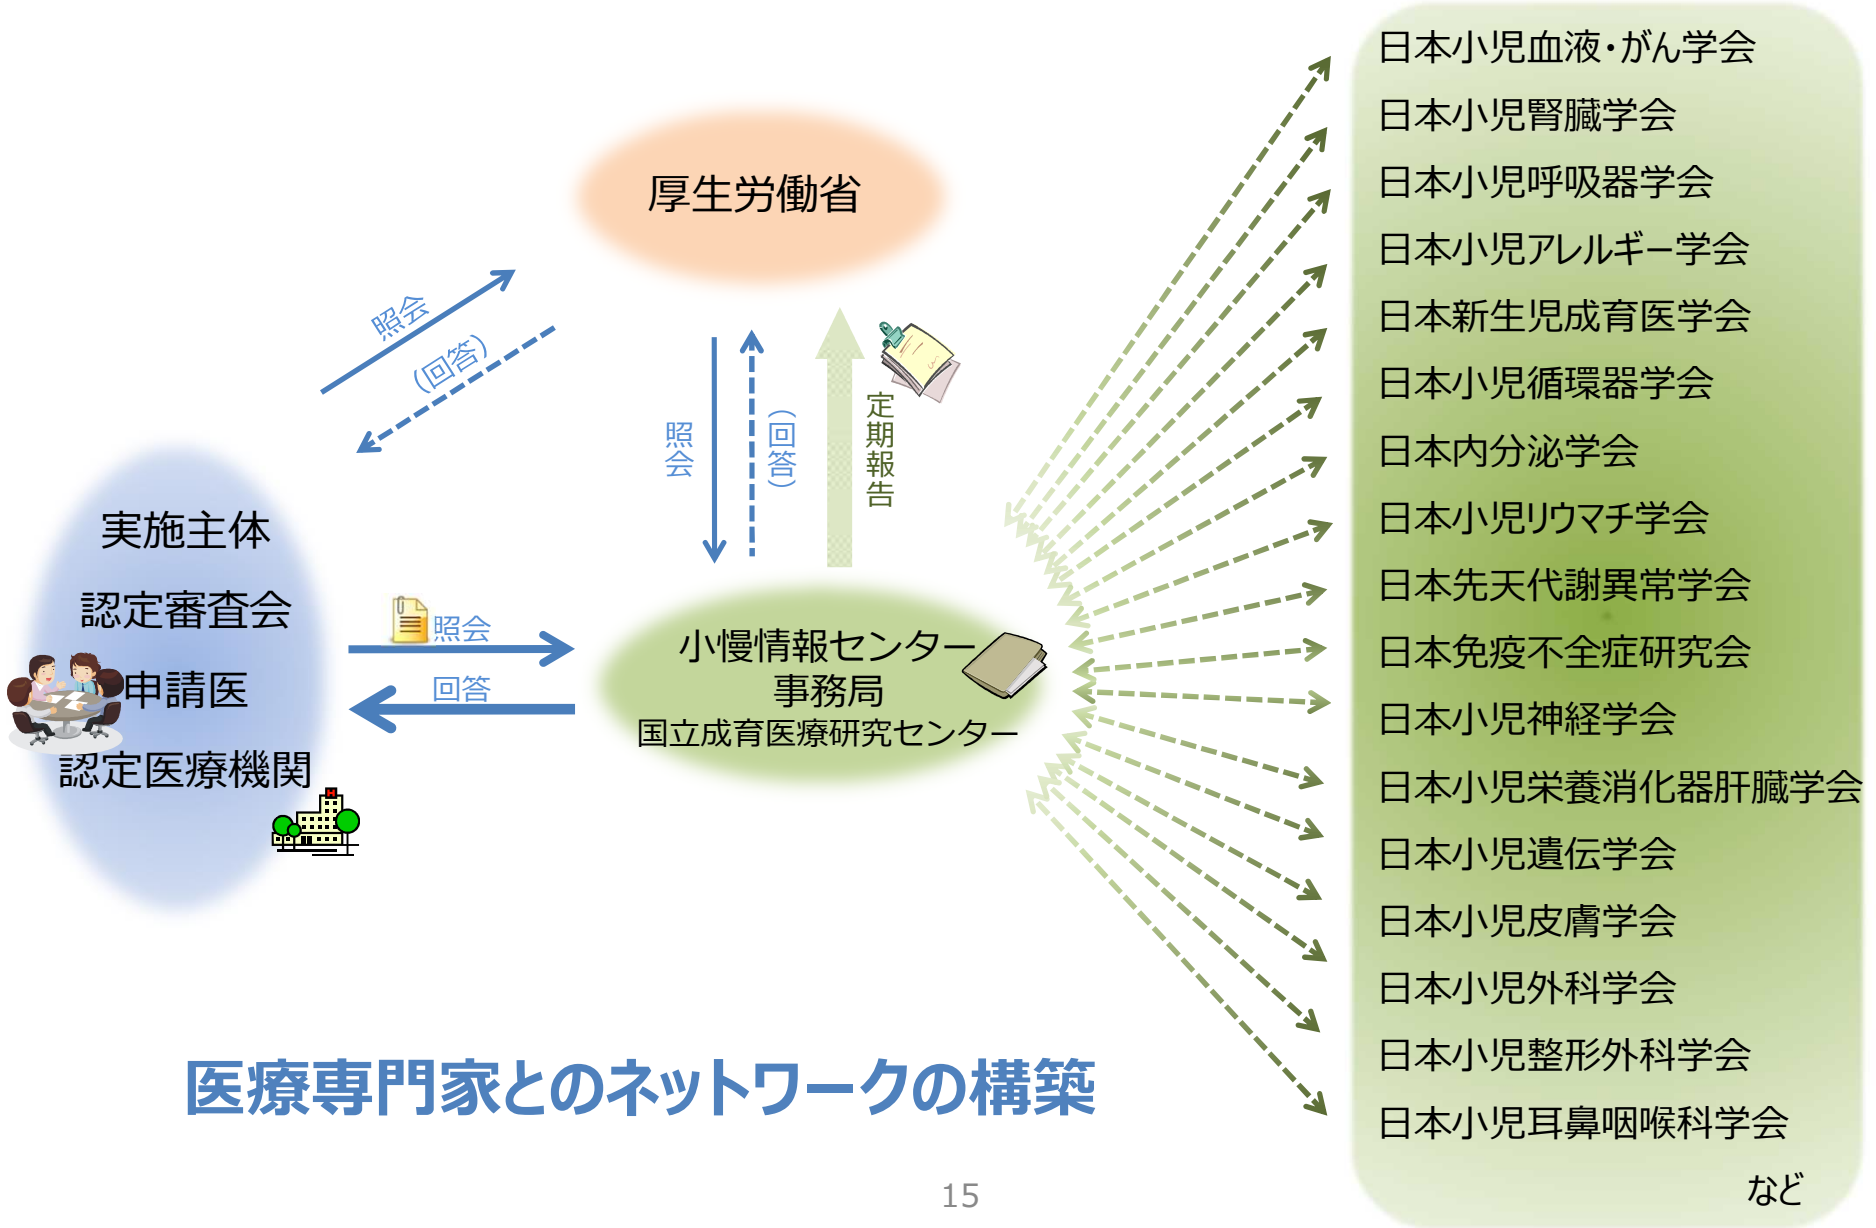 厚生労働省
照会
(回答)
照会
(回答)
定期報告
実施主体
認定審査会
申請医
認定医療機関
照会
回答
小慢情報センター
事務局
国立成育医療研究センター
日本小児血液・がん学会
日本小児腎臓学会
日本小児呼吸器学会
日本小児アレルギー学会
日本新生児成育医学会
日本小児循環器学会
日本内分泌学会
日本小児リウマチ学会
日本先天代謝異常学会
日本免疫不全症研究会
日本小児神経学会
日本小児栄養消化器肝臓学会
日本小児遺伝学会
日本小児皮膚学会
日本小児外科学会
日本小児整形外科学会
日本小児耳鼻咽喉科学会
など
医療専門家とのネットワークの構築
15